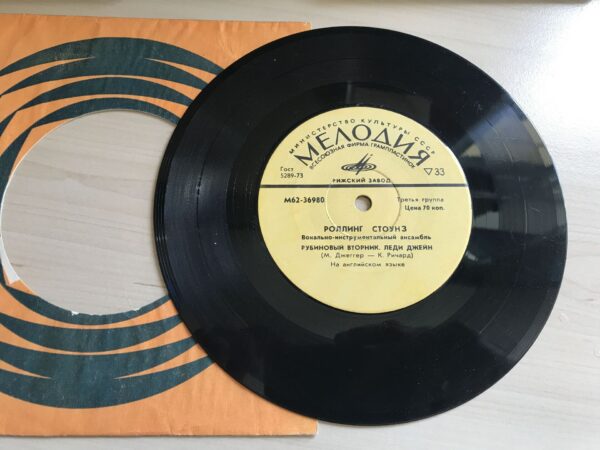 МИНИСТЕРСТВО КУЛЬТУРЫ СССР
МЕЛОДИЯ
ВСЕСОЮЗНАЯ ФИРМА ГРАМПЛАСТИНОК
Гост
5289-73
▽33
РИЖСКИЙ ЗАВОД
М62-36980
Третья группа
Цена 70 коп.
РОЛЛИНГ СТОУНЗ
Вокально-инструментальный ансамбль
РУБИНОВЫЙ ВТОРНИК. ЛЕДИ ДЖЕЙН
(М. Джеггер — К. Ричард)
На английском языке